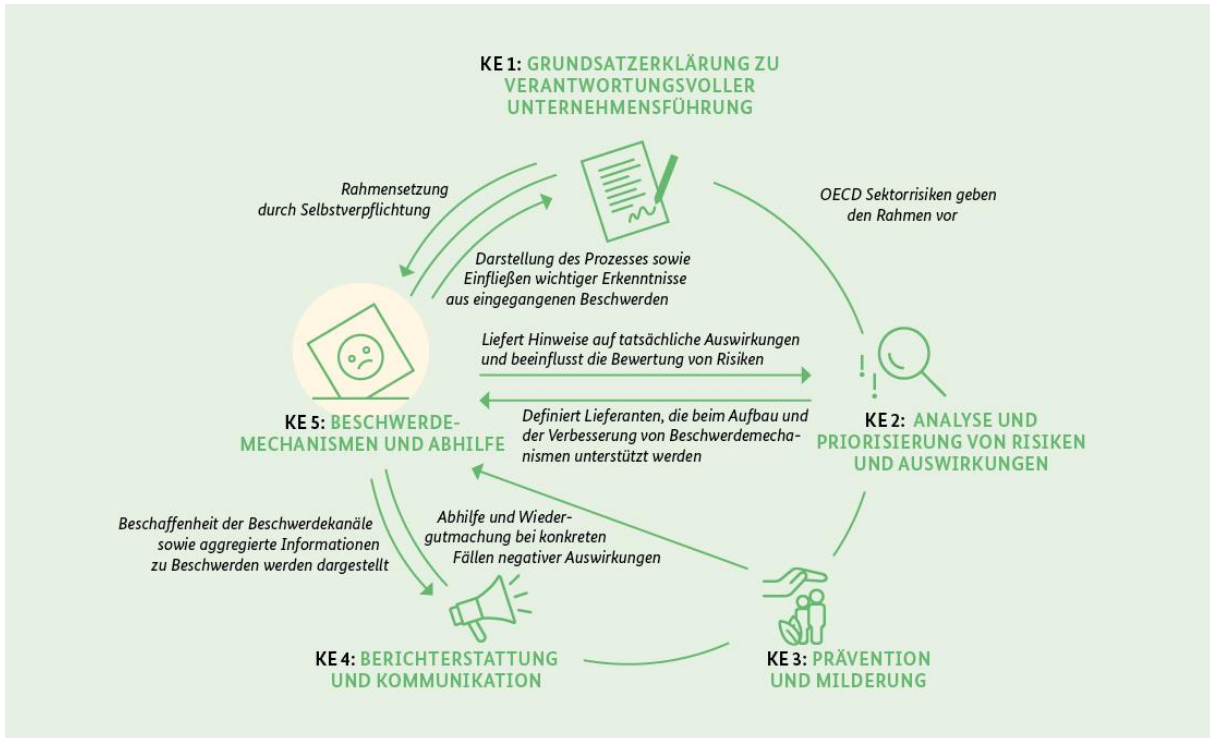 KE 1: GRUNDSATZERKLÄRUNG ZU
VERANTWORTUNGSVOLLER
UNTERNEHMENSFÜHRUNG
Rahmensetzung
durch Selbstverpflichtung
OECD Sektorrisiken geben
den Rahmen vor
Darstellung des Prozesses sowie
Einfließen wichtiger Erkenntnisse
aus eingegangenen Beschwerden
Liefert Hinweise auf tatsächliche Auswirkungen
und beeinflusst die Bewertung von Risiken
! !
Definiert Lieferanten, die beim Aufbau und
der Verbesserung von Beschwerdemecha-
nismen unterstützt werden
KE 5: BESCHWERDE-
MECHANISMEN UND ABHILFE
KE 2: ANALYSE UND
PRIORISIERUNG VON RISIKEN
UND AUSWIRKUNGEN
Beschaffenheit der Beschwerdekanäle
sowie aggregierte Informationen
zu Beschwerden werden dargestellt
Abhilfe und Wieder-
gutmachung bei konkreten
Fällen negativer Auswirkungen
KE 4: BERICHTERSTATTUNG
UND KOMMUNIKATION
KE 3: PRÄVENTION
UND MILDERUNG